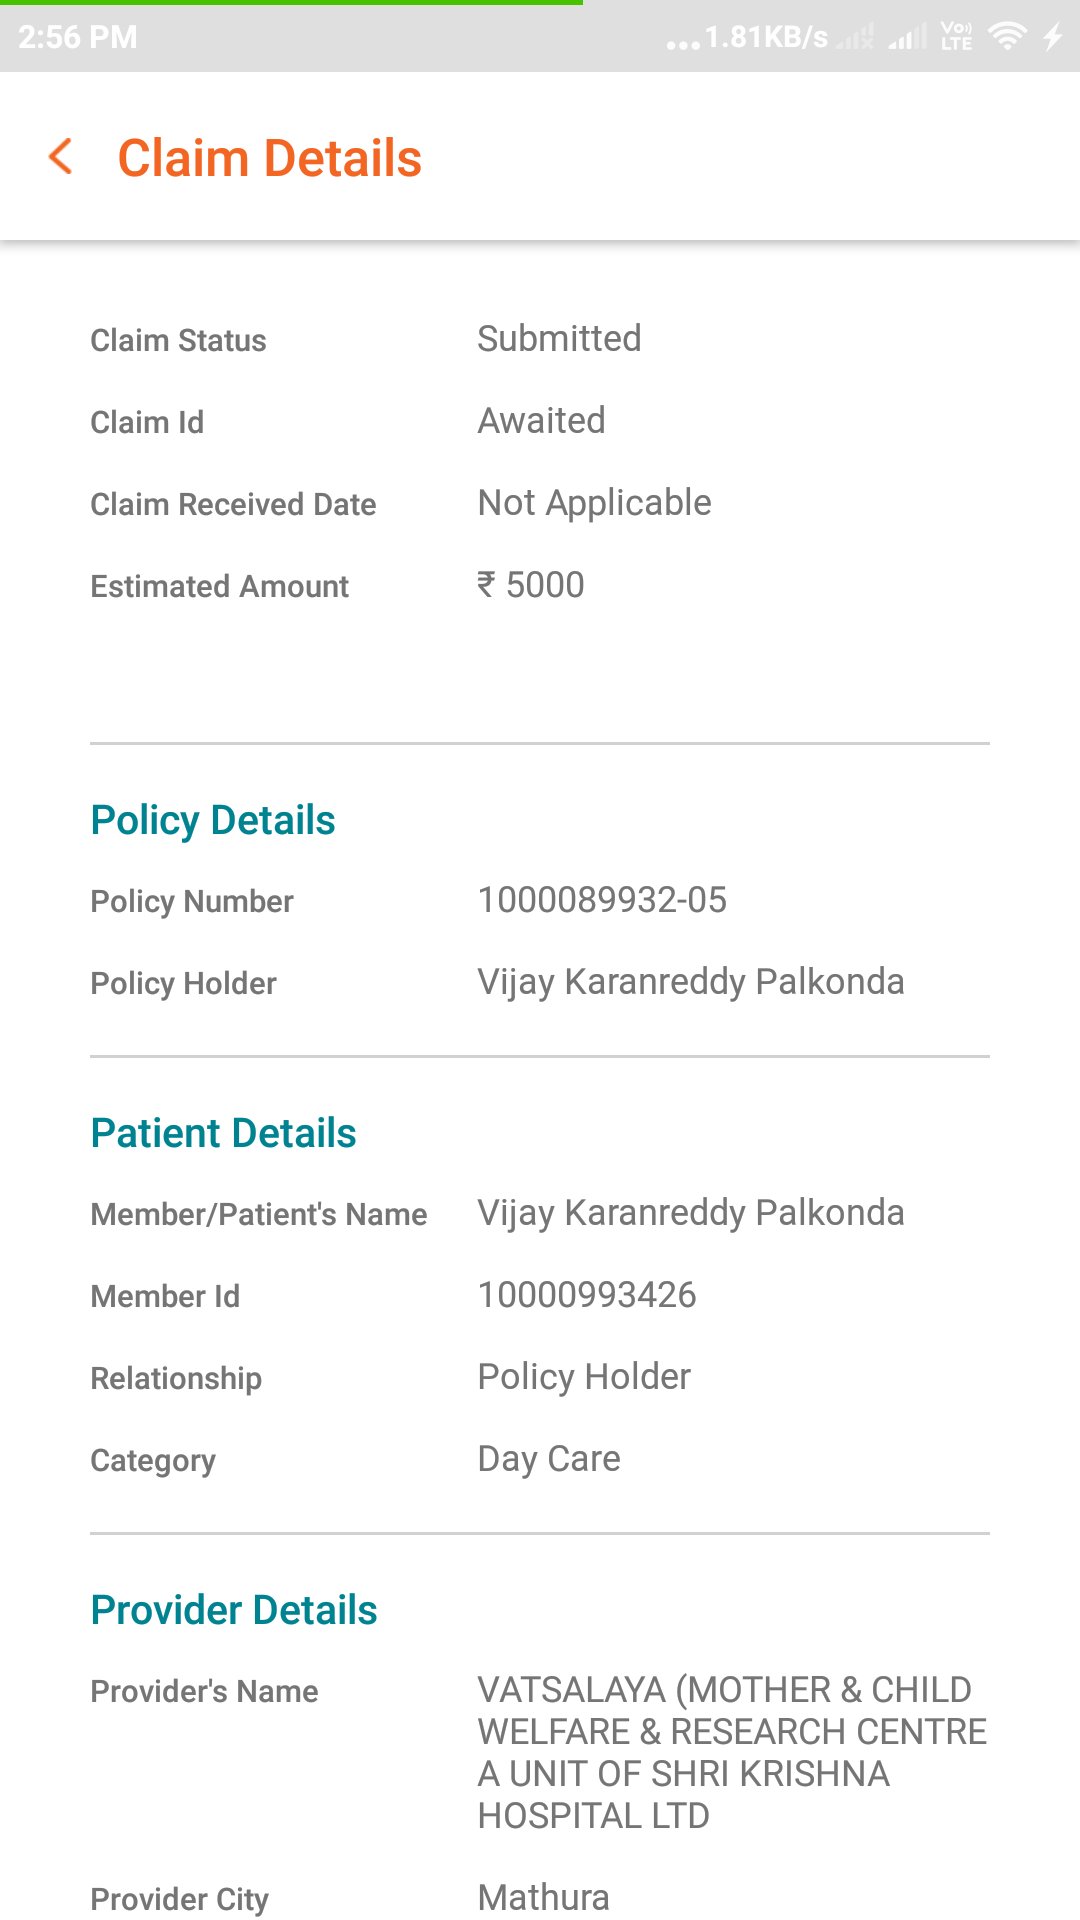 2:56 PM
...1.81KB/s
Vo))
LTE
Claim Details
Claim Status
Submitted
Claim Id
Awaited
Claim Received Date
Not Applicable
Estimated Amount
₹ 5000
Policy Details
Policy Number
1000089932-05
Policy Holder
Vijay Karanreddy Palkonda
Patient Details
Member/Patient's Name
Vijay Karanreddy Palkonda
Member Id
10000993426
Relationship
Policy Holder
Category
Day Care
Provider Details
Provider's Name
VATSALAYA (MOTHER & CHILD
WELFARE & RESEARCH CENTRE
A UNIT OF SHRI KRISHNA
HOSPITAL LTD
Provider City
Mathura